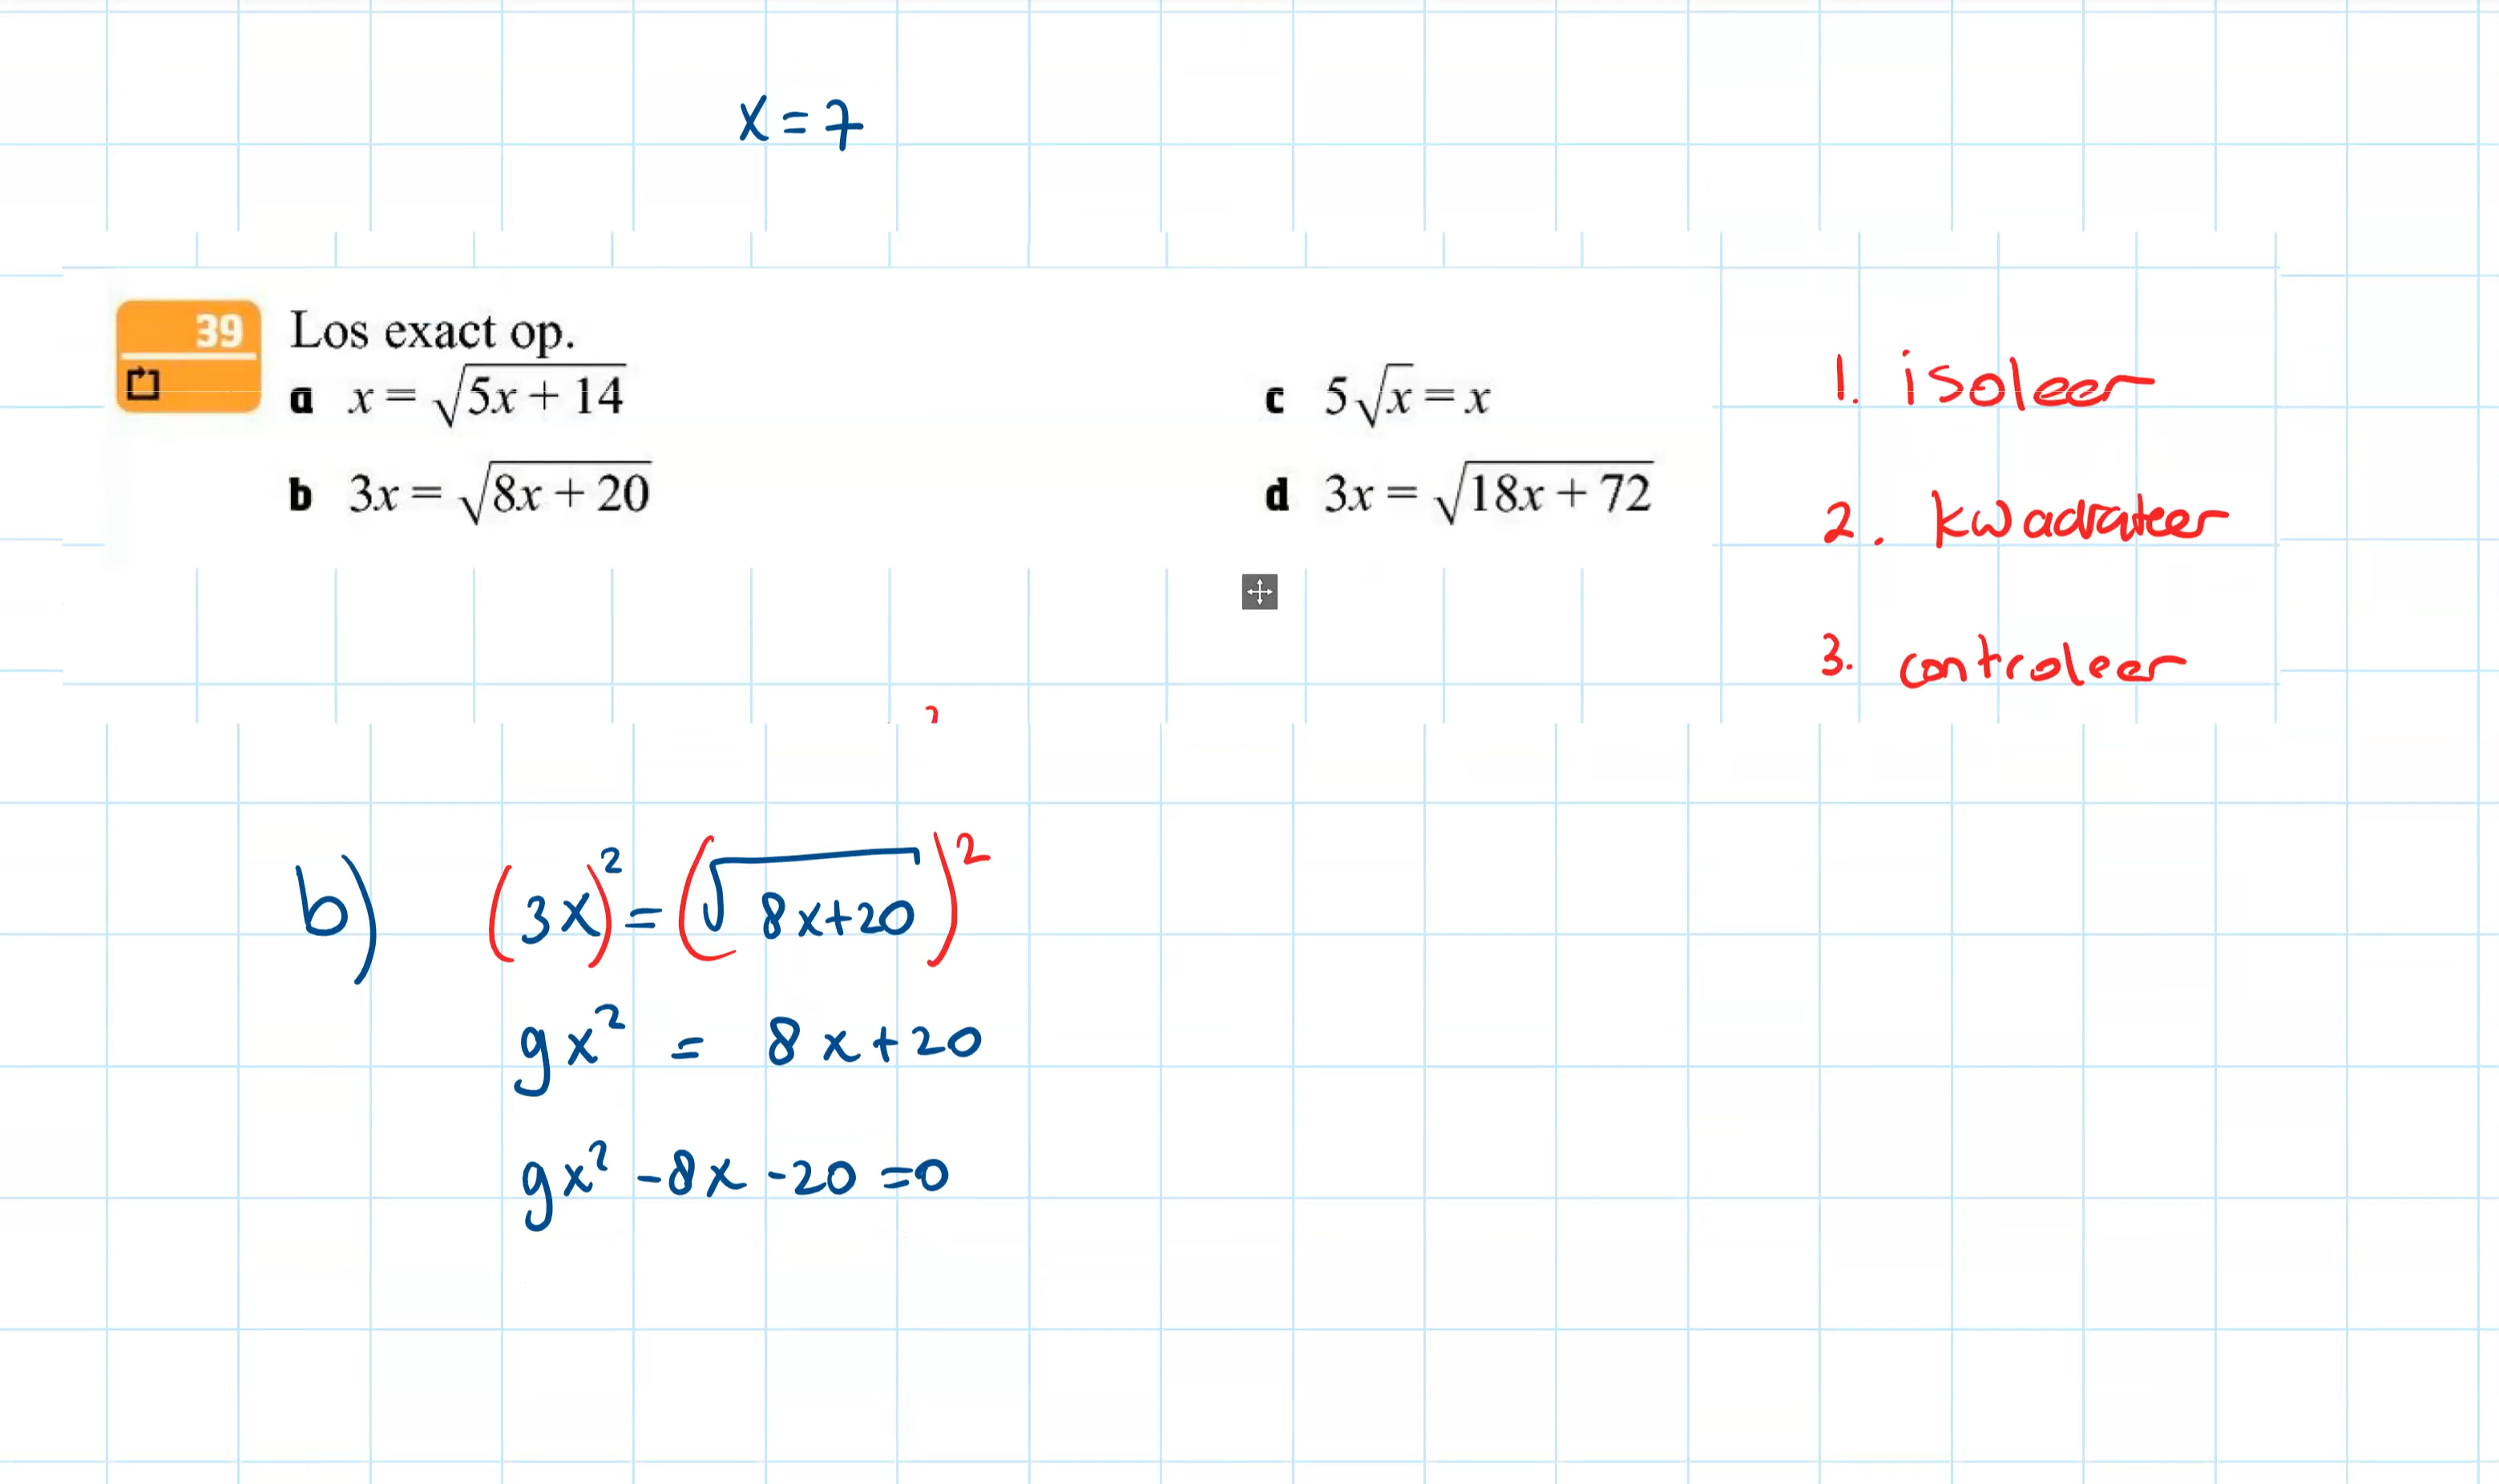 x = 7
39 Los exact op.
a x = √(5x + 14)
b 3x = √(8x + 20)
c 5√x = x
d 3x = √(18x + 72)
1. isoleer
2. kwadrateer
3. controleer
b) (3x)² = (√(8x+20))²
9x² = 8x+20
9x² -8x -20 =0